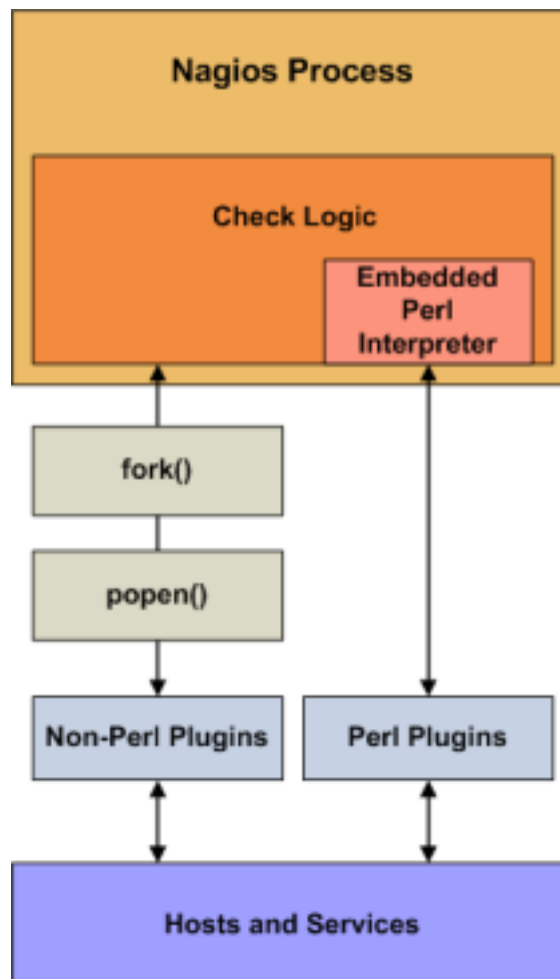 Nagios Process
Check Logic
Embedded
Perl
Interpreter
fork()
popen()
Non-Perl Plugins
Perl Plugins
Hosts and Services